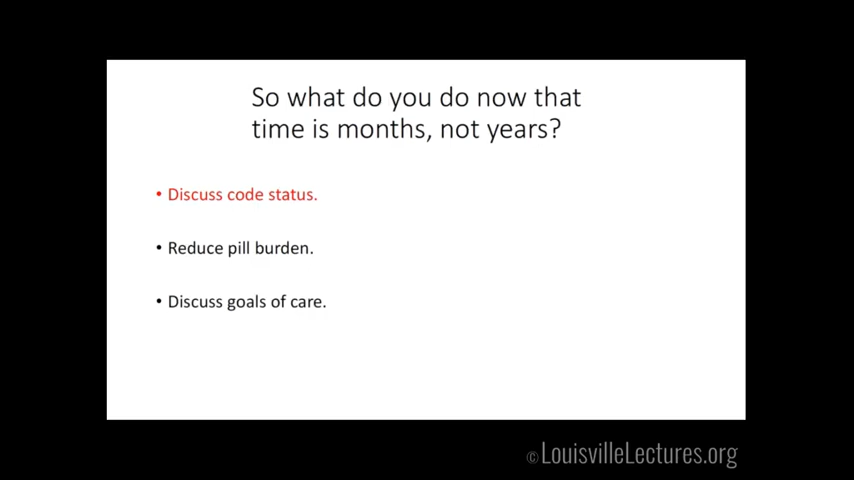 So what do you do now that
time is months, not years?
• Discuss code status.
• Reduce pill burden.
• Discuss goals of care.
© LouisvilleLectures.org